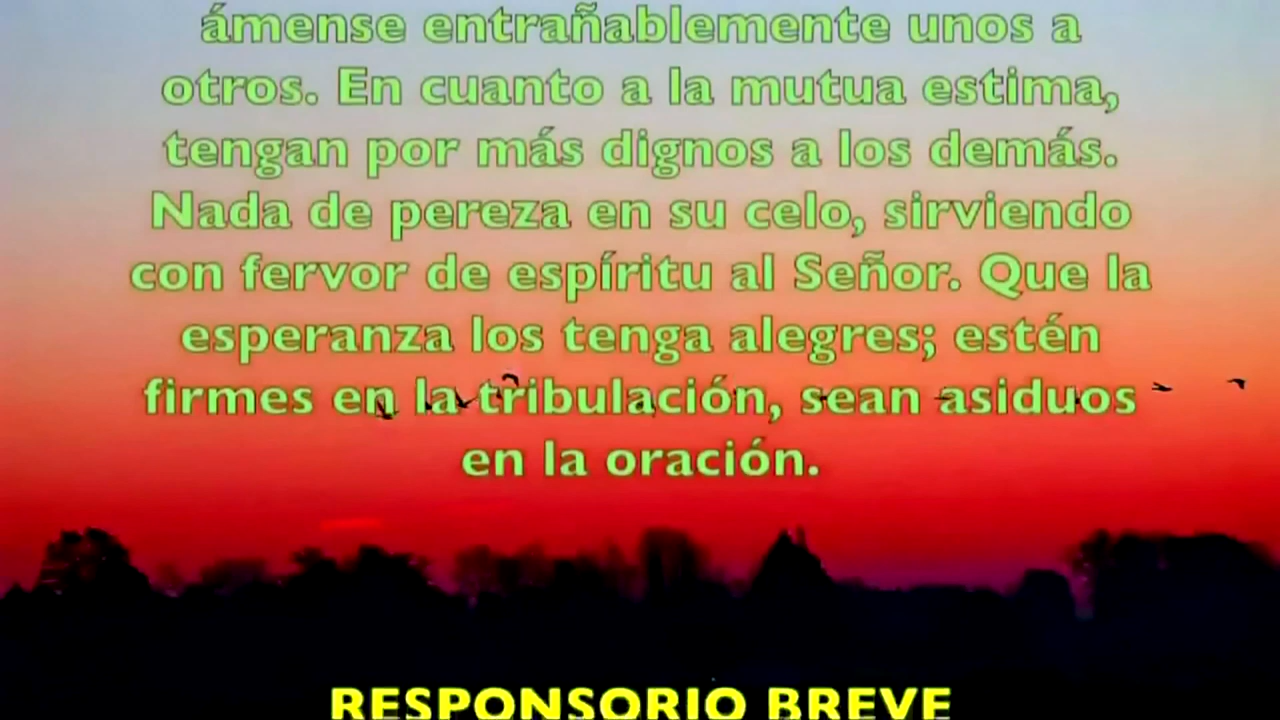 ámense entrañablemente unos a
otros. En cuanto a la mutua estima,
tengan por más dignos a los demás.
Nada de pereza en su celo, sirviendo
con fervor de espíritu al Señor. Que la
esperanza los tenga alegres; estén
firmes en la tribulación, sean asiduos
en la oración.
RESPONSORIO BREVE